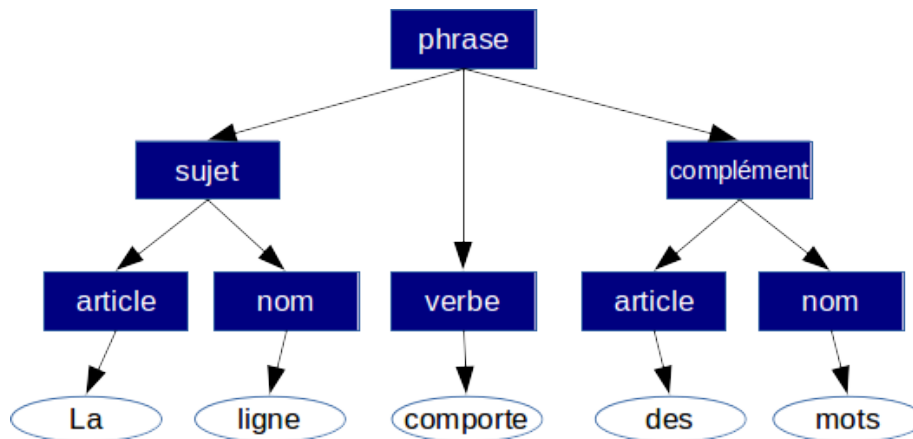 phrase
sujet complément
article nom verbe article nom
La ligne comporte des mots